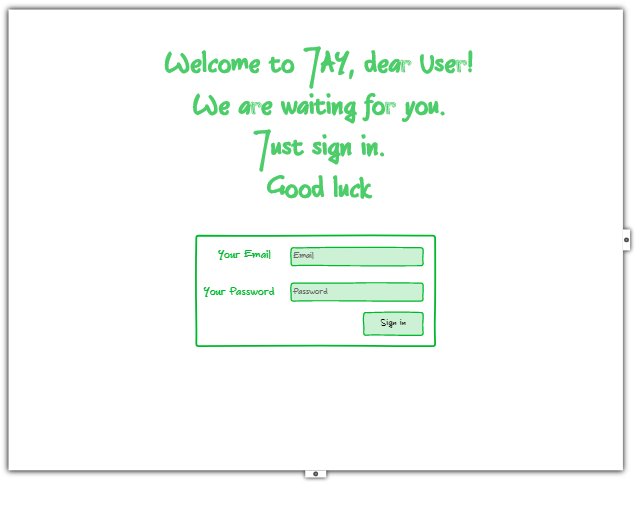 Welcome to JAY, dear User!
We are waiting for you.
Just sign in.
Good luck
Your Email
Email
Your Password
Password
Sign in